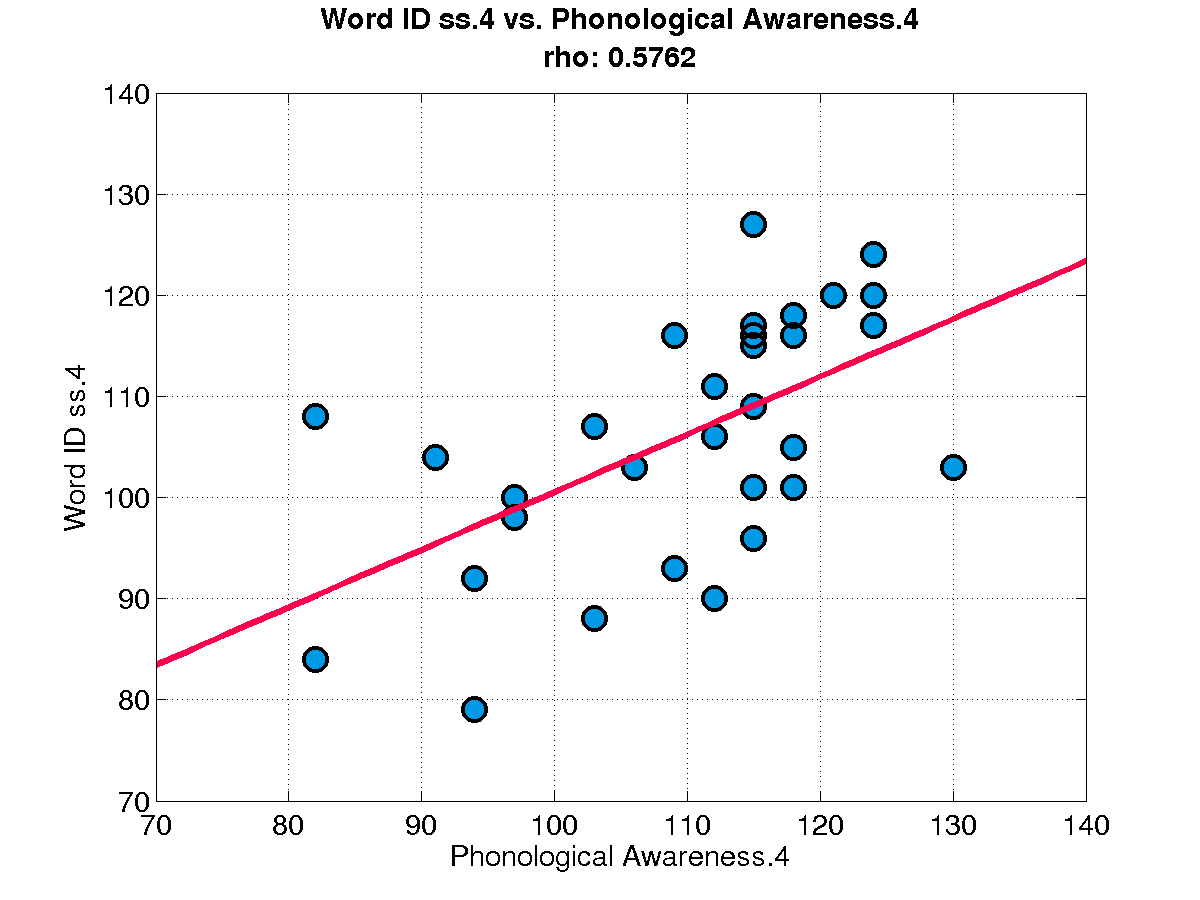 Word ID ss.4 vs. Phonological Awareness.4
rho: 0.5762
140
130
120
110
100
90
80
70
Word ID ss.4
70 80 90 100 110 120 130 140
Phonological Awareness.4